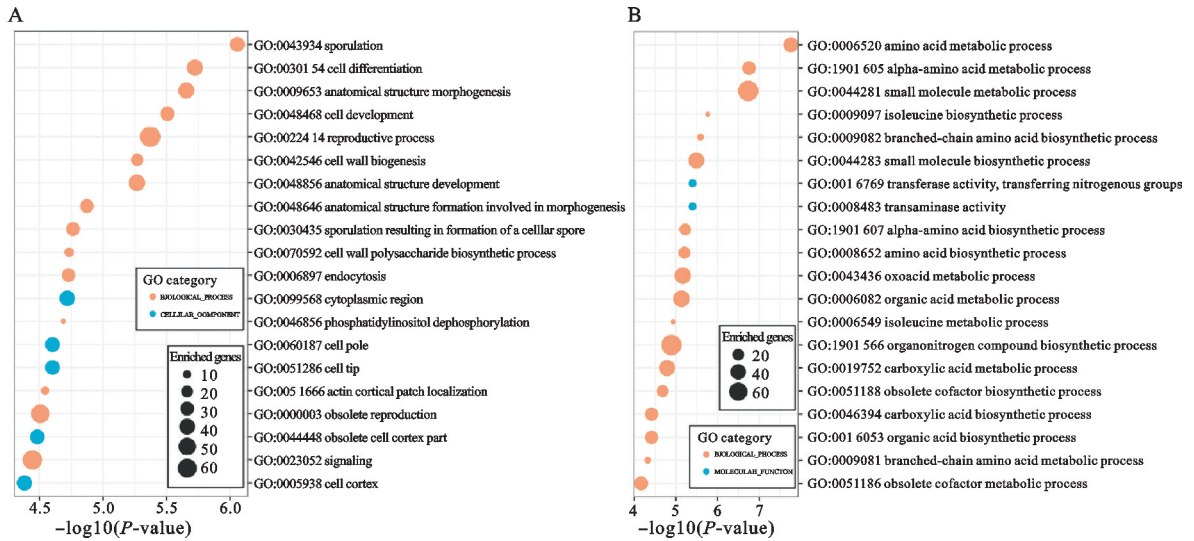 A
GO:0043934 sporulation
GO:00301 54 cell differentiation
GO:0009653 anatomical structure morphogenesis
GO:0048468 cell development
GO:00224 14 reproductive process
GO:0042546 cell wall biogenesis
GO:0048856 anatomical structure development
GO:0048646 anatomical structure formation involved in morphogenesis
GO:0030435 sporulation resulting in formation of a celllar spore
GO:0070592 cell wall polysaccharide biosynthetic process
GO:0006897 endocytosis
GO:0099568 cytoplasmic region
GO:0046856 phosphatidylinositol dephosphorylation
GO:0060187 cell pole
GO:0051286 cell tip
GO:005 1666 actin cortical patch localization
GO:0000003 obsolete reproduction
GO:0044448 obsolete cell cortex part
GO:0023052 signaling
GO:0005938 cell cortex
GO category
BJOLOGICAL_PROCESS
CELLILAR_COMPONENT
Enriched genes
10
20
30
40
50
60
4.5 5.0 5.5 6.0
−log10(P-value)
B
GO:0006520 amino acid metabolic process
GO:1901 605 alpha-amino acid metabolic process
GO:0044281 small molecule metabolic process
GO:0009097 isoleucine biosynthetic process
GO:0009082 branched-chain amino acid biosynthetic process
GO:0044283 small molecule biosynthetic process
GO:001 6769 transferase activity, transferring nitrogenous groups
GO:0008483 transaminase activity
GO:1901 607 alpha-amino acid biosynthetic process
GO:0008652 amino acid biosynthetic process
GO:0043436 oxoacid metabolic process
GO:0006082 organic acid metabolic process
GO:0006549 isoleucine metabolic process
GO:1901 566 organonitrogen compound biosynthetic process
GO:0019752 carboxylic acid metabolic process
GO:0051188 obsolete cofactor biosynthetic process
GO:0046394 carboxylic acid biosynthetic process
GO:001 6053 organic acid biosynthetic process
GO:0009081 branched-chain amino acid metabolic process
GO:0051186 obsolete cofactor metabolic process
Enriched genes
20
40
60
GO category
BJOLOGICAL_PHOCESS
MOLECULAH_FUNCTON
4 5 6 7
−log10(P-value)